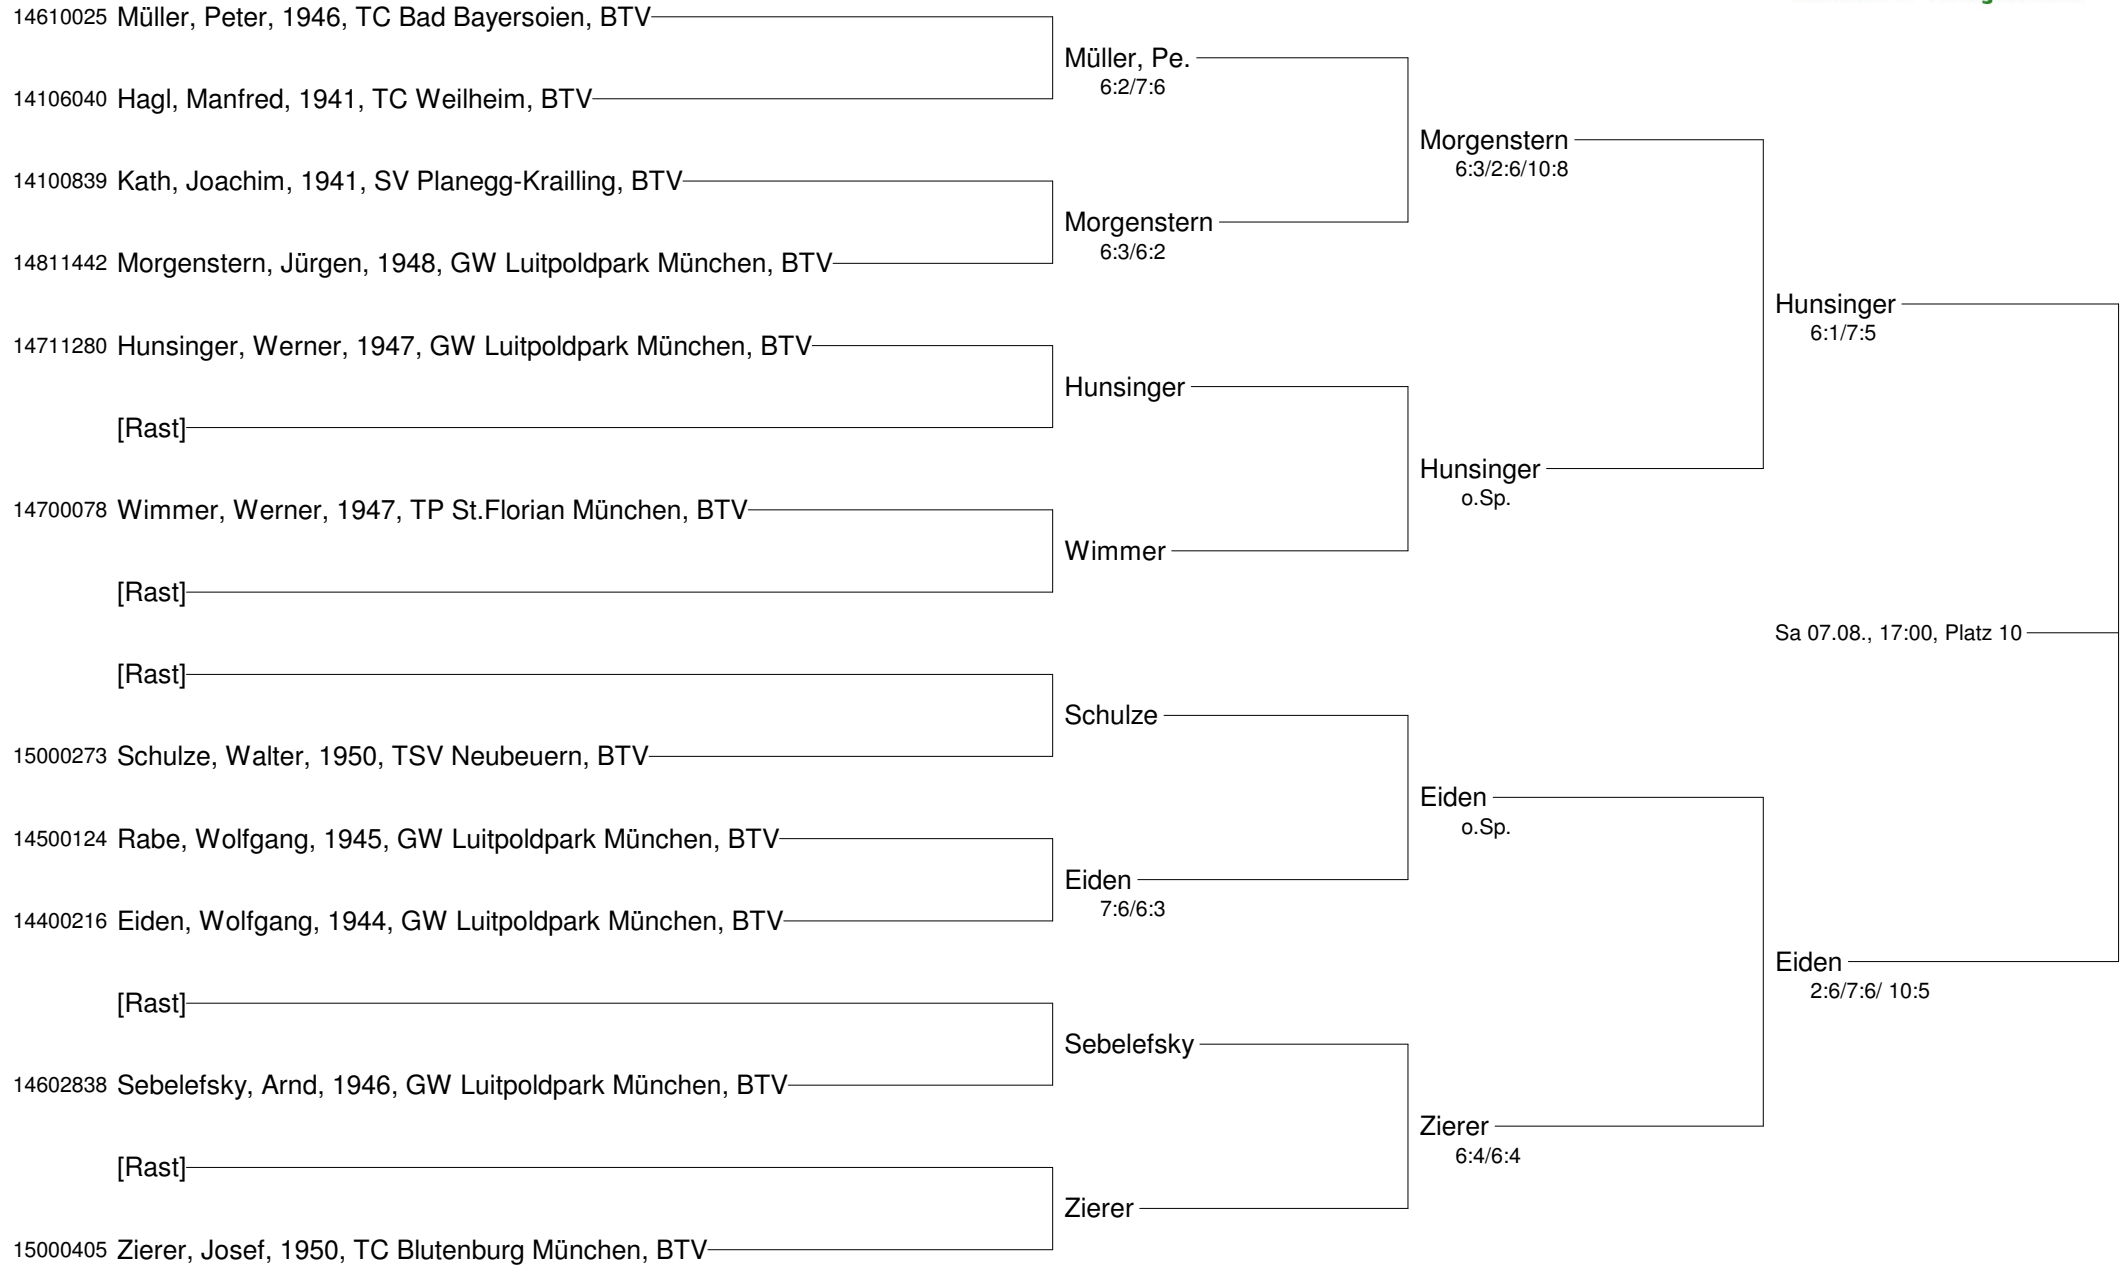 14610025 Müller, Peter, 1946, TC Bad Bayersoien, BTV
Müller, Pe.
6:2/7:6
14106040 Hagl, Manfred, 1941, TC Weilheim, BTV
Morgenstern
6:3/2:6/10:8
14100839 Kath, Joachim, 1941, SV Planegg-Krailling, BTV
Morgenstern
6:3/6:2
14811442 Morgenstern, Jürgen, 1948, GW Luitpoldpark München, BTV
Hunsinger
6:1/7:5
14711280 Hunsinger, Werner, 1947, GW Luitpoldpark München, BTV
Hunsinger
[Rast]
Hunsinger
o.Sp.
14700078 Wimmer, Werner, 1947, TP St.Florian München, BTV
Wimmer
[Rast]
Sa 07.08., 17:00, Platz 10
[Rast]
Schulze
15000273 Schulze, Walter, 1950, TSV Neubeuern, BTV
Eiden
o.Sp.
14500124 Rabe, Wolfgang, 1945, GW Luitpoldpark München, BTV
Eiden
7:6/6:3
14400216 Eiden, Wolfgang, 1944, GW Luitpoldpark München, BTV
Eiden
2:6/7:6/ 10:5
[Rast]
Sebelefsky
14602838 Sebelefsky, Arnd, 1946, GW Luitpoldpark München, BTV
Zierer
6:4/6:4
[Rast]
Zierer
15000405 Zierer, Josef, 1950, TC Blutenburg München, BTV